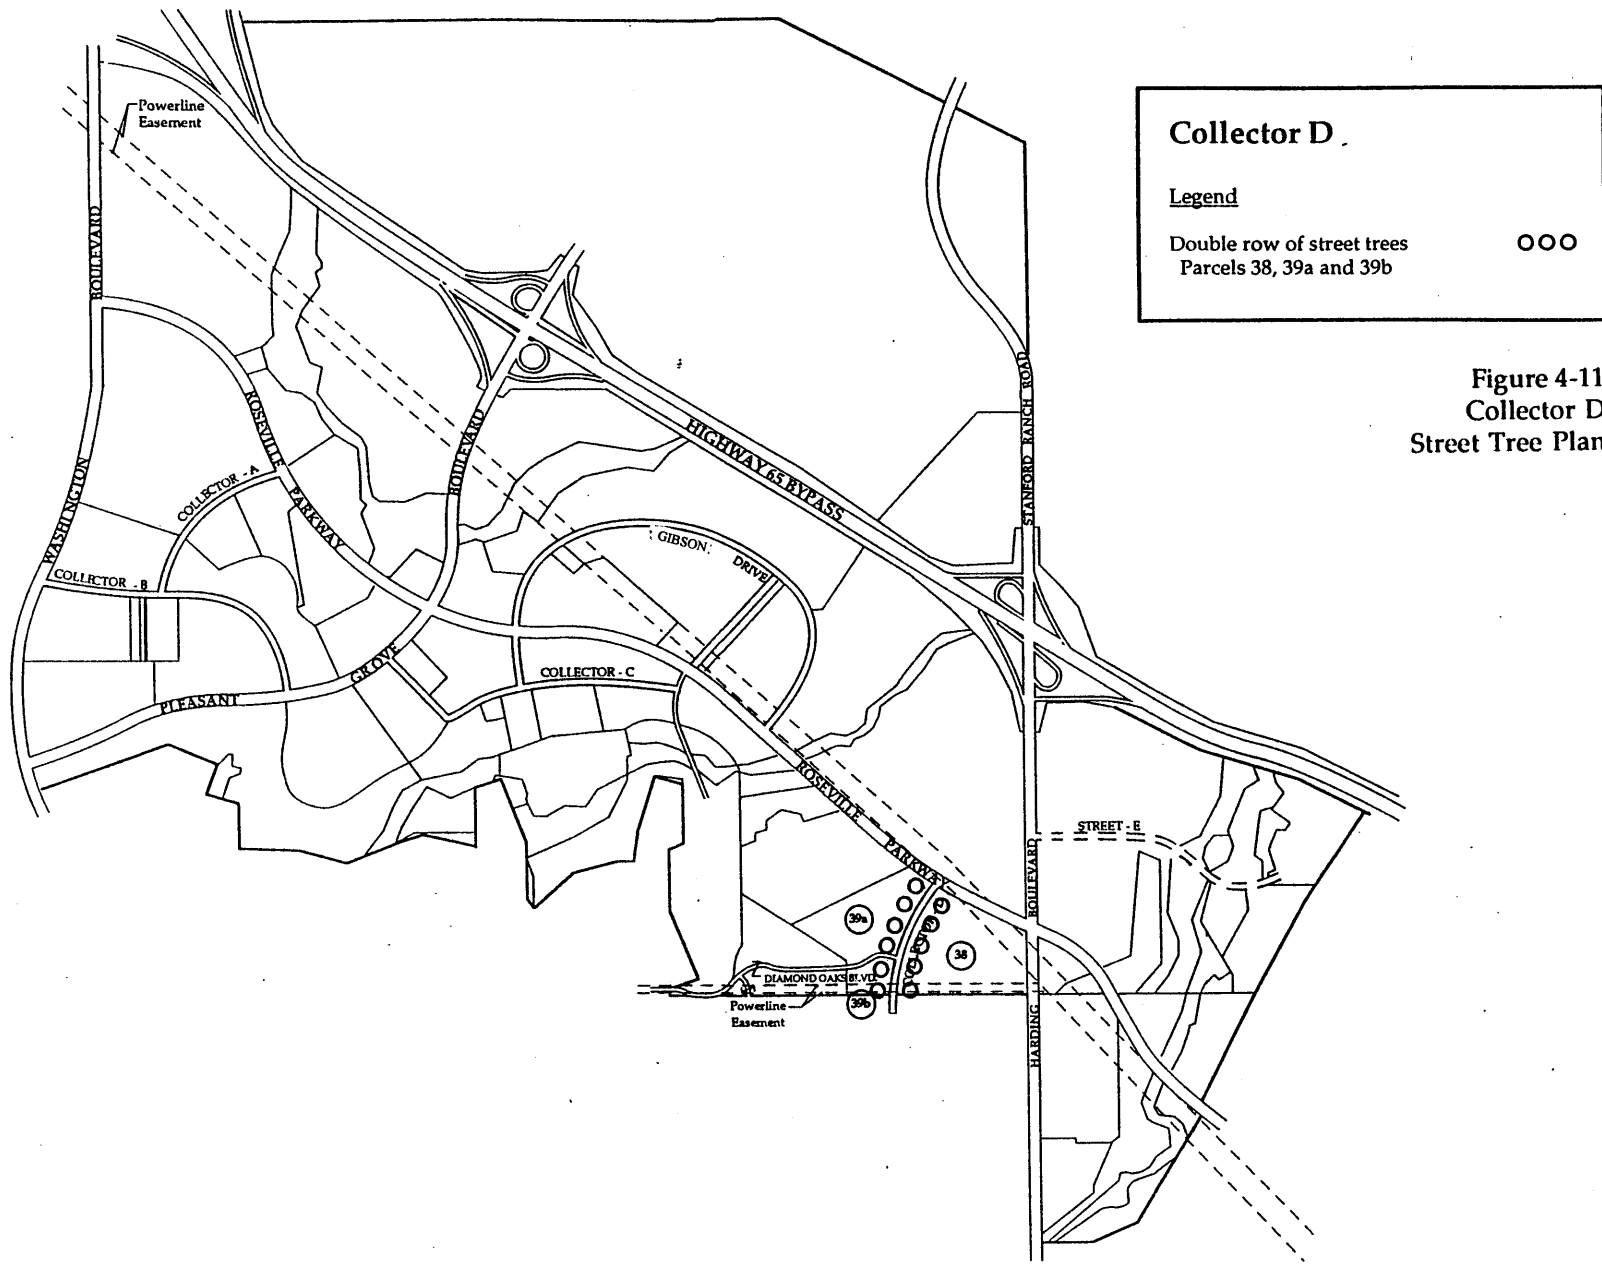 Collector D
Legend
Double row of street trees
Parcels 38, 39a and 39b
Figure 4-11
Collector D
Street Tree Plan
Powerline
Easement
BOULEVARD
WASHINGTON
ROSEVILLE
PARKWAY
COLLECTOR - A
COLLECTOR - B
BOULEVARD
PLEASANT
GROVE
HIGHWAY 65 BYPASS
GIBSON
DRIVE
COLLECTOR - C
STANFORD RANCH ROAD
ROSEVILLE
PARKWAY
STREET - E
BOULEVARD
HARDING
39a
38
DIAMOND OAKS BLVD.
39b
Powerline
Easement